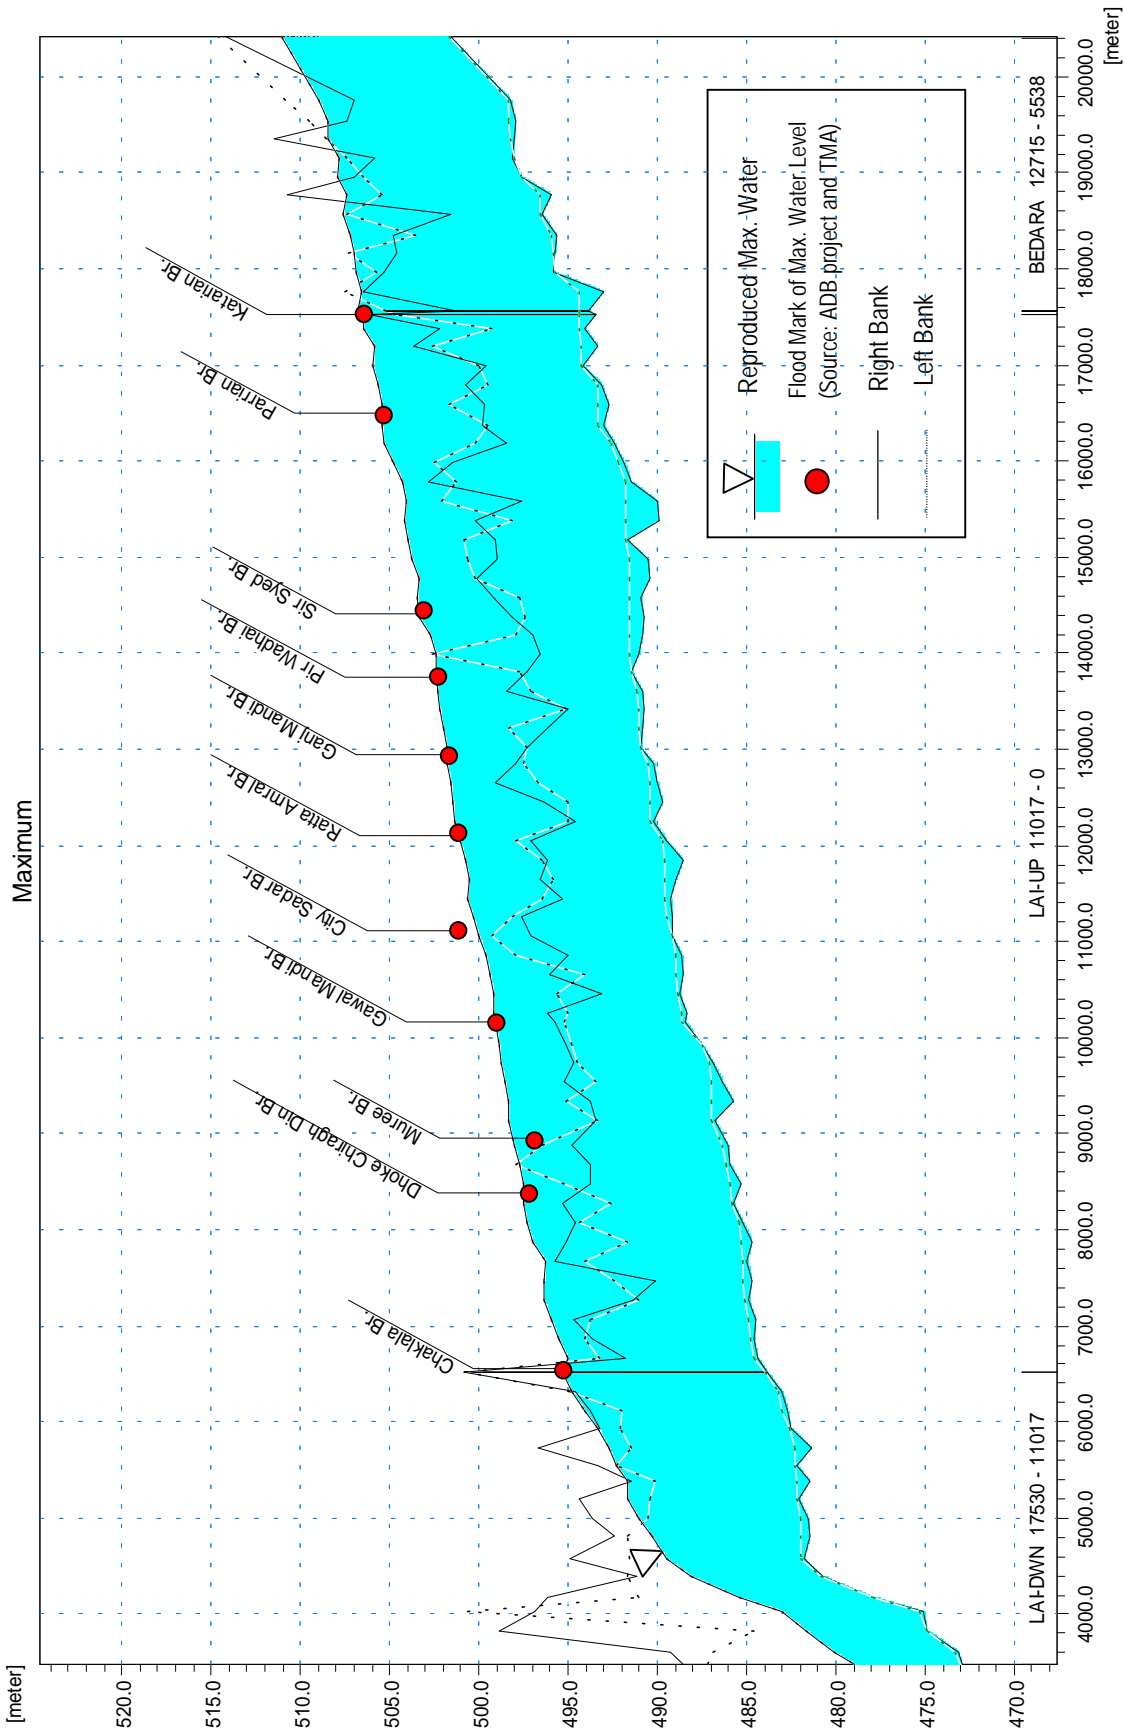 Maximum
[meter]
520.0
515.0
510.0
505.0
500.0
495.0
490.0
485.0
480.0
475.0
470.0
Chaklala Br.
Dhoke Chiragh Din Br.
Muree Br.
Gawal Mandi Br.
City Sadar Br.
Ratta Amral Br.
Ganj Mandi Br.
Pir Wadhai Br.
Sir Syed Br.
Parrian Br.
Katarian Br.
Reproduced Max. Water
Flood Mark of Max. Water Level
(Source: ADB project and TMA)
Right Bank
Left Bank
LAI-DWN 17530 - 11017
LAI-UP 11017 - 0
BEDARA 12715 - 5538
4000.0
5000.0
6000.0
7000.0
8000.0
9000.0
10000.0
11000.0
12000.0
13000.0
14000.0
15000.0
16000.0
17000.0
18000.0
19000.0
20000.0
[meter]